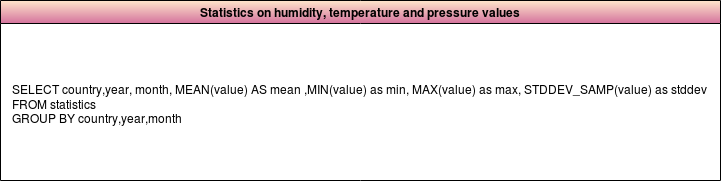 Statistics on humidity, temperature and pressure values
SELECT country,year, month, MEAN(value) AS mean ,MIN(value) as min, MAX(value) as max, STDDEV_SAMP(value) as stddev
FROM statistics
GROUP BY country,year,month